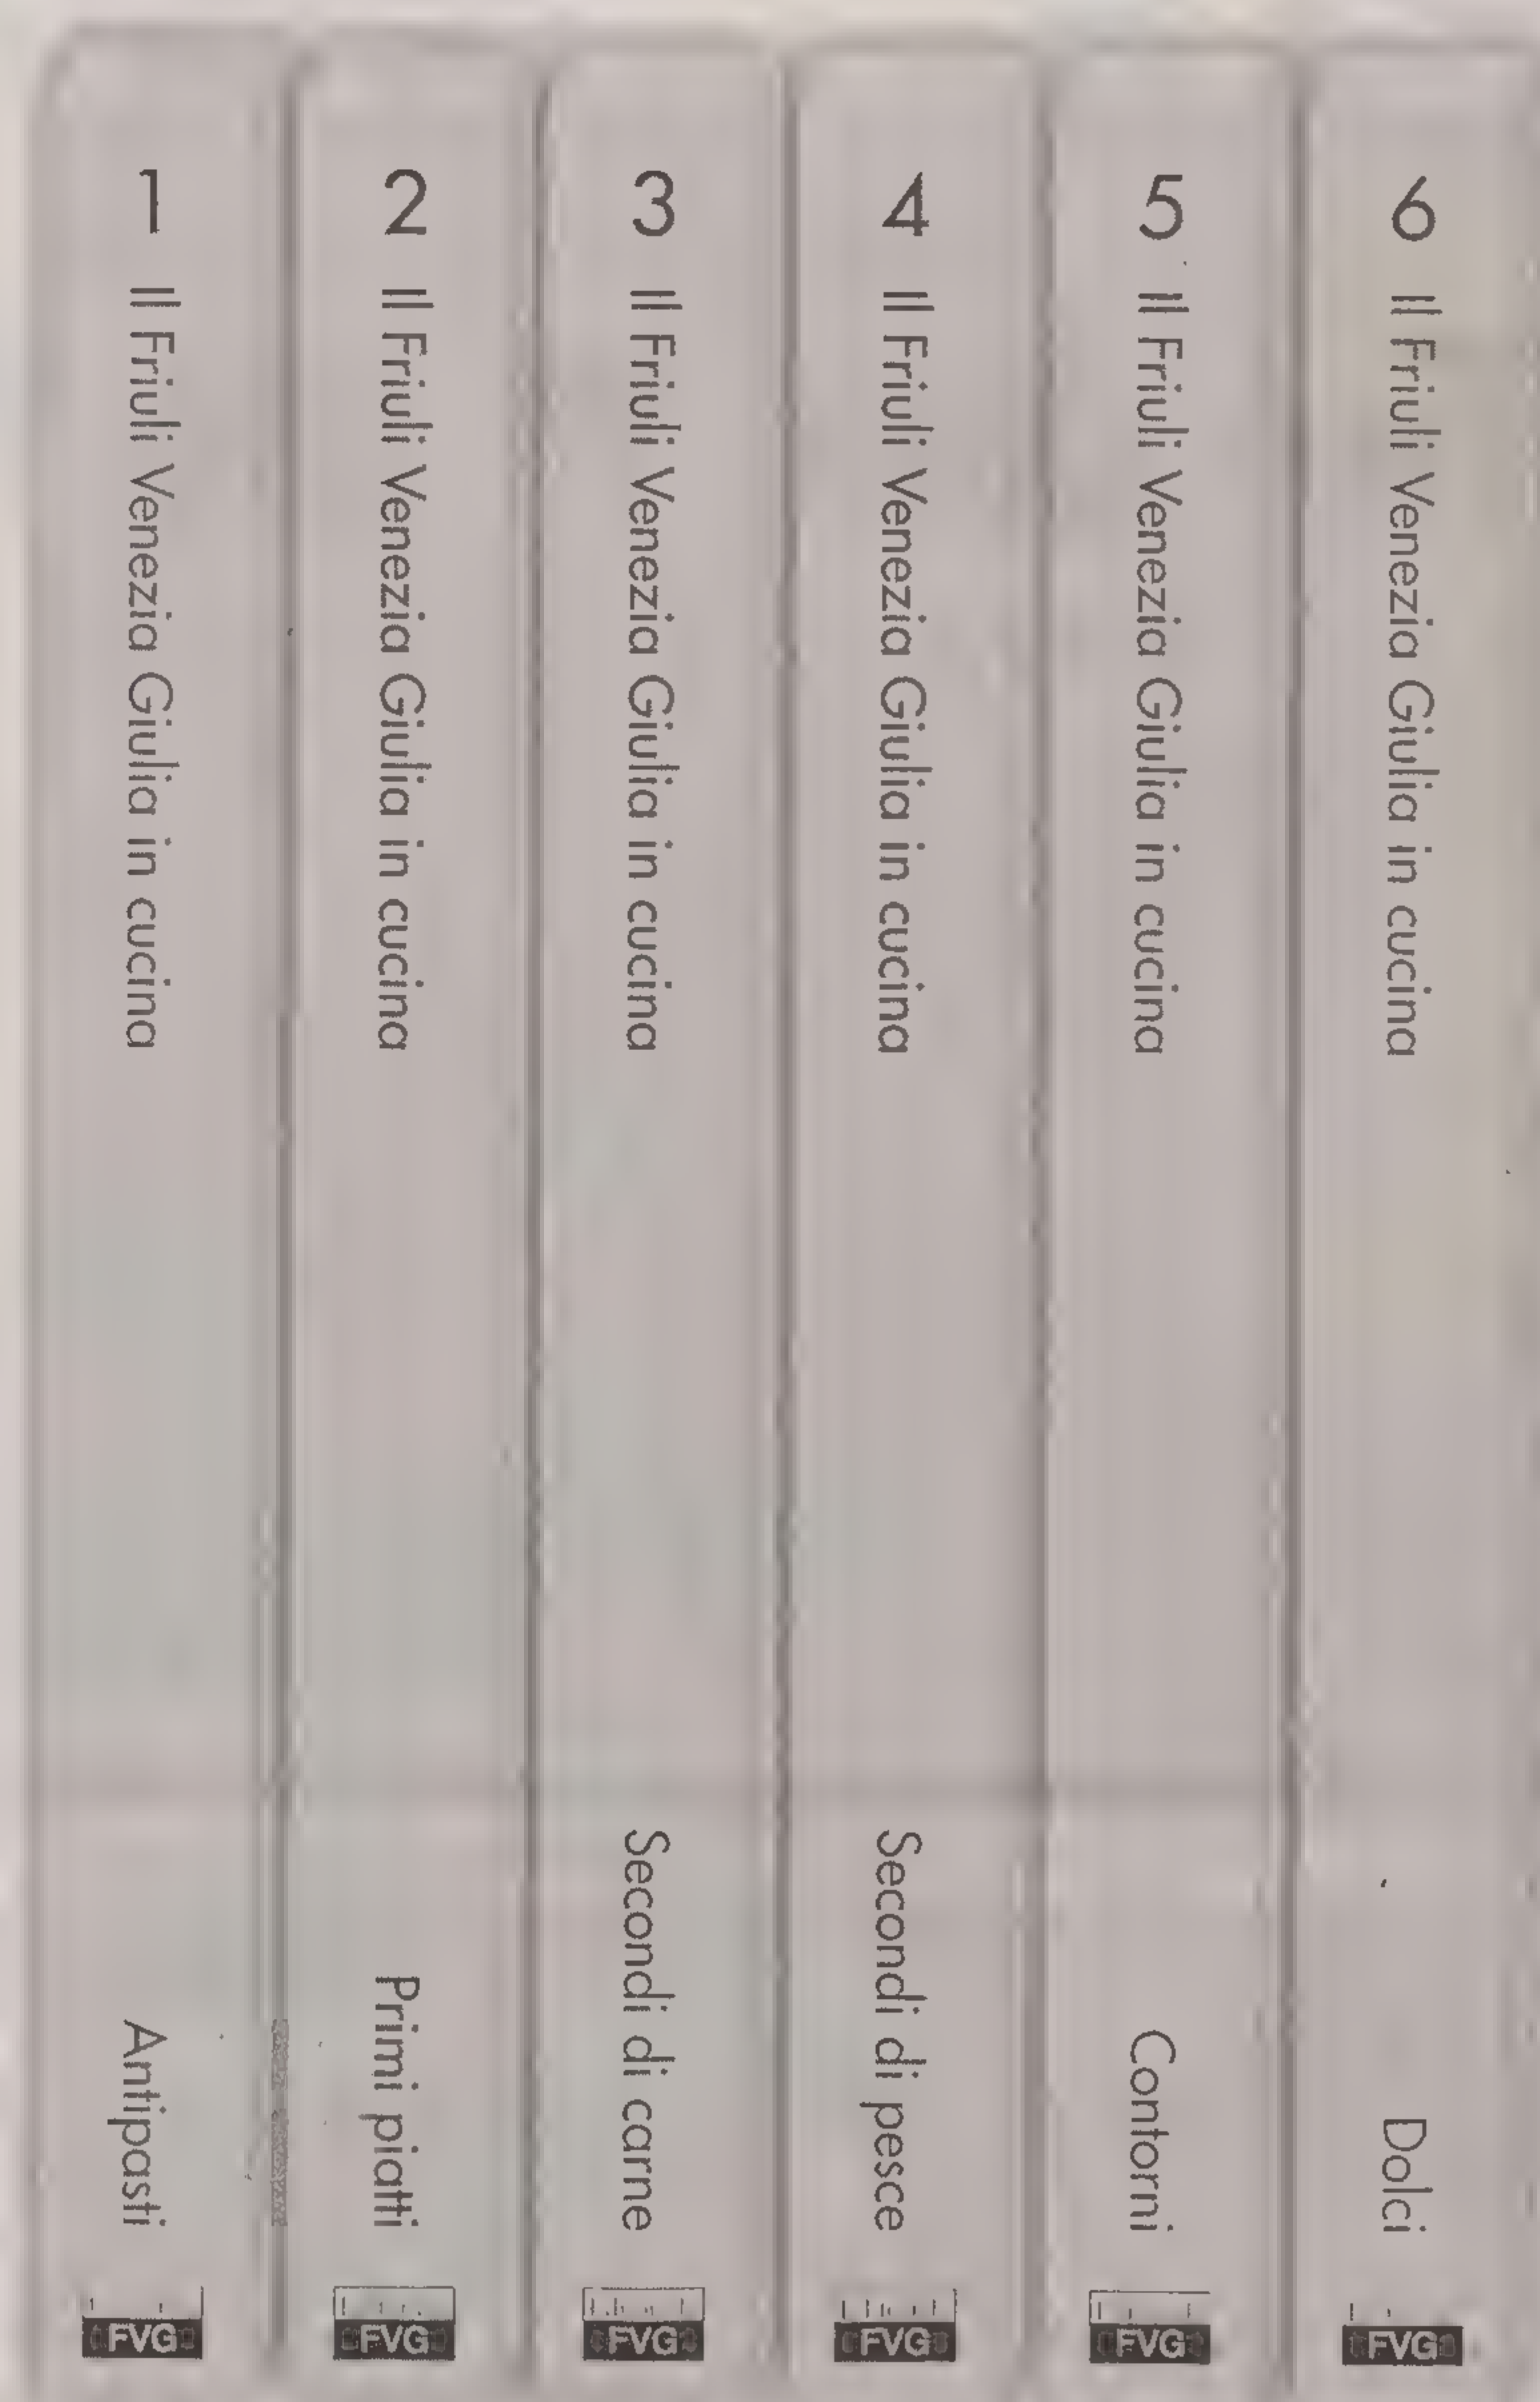 1 Il Friuli Venezia Giulia in cucina Antipasti
FVG
2 Il Friuli Venezia Giulia in cucina Primi piatti
FVG
3 Il Friuli Venezia Giulia in cucina Secondi di carne
FVG
4 Il Friuli Venezia Giulia in cucina Secondi di pesce
FVG
5 Il Friuli Venezia Giulia in cucina Contorni
FVG
6 Il Friuli Venezia Giulia in cucina Dolci
FVG